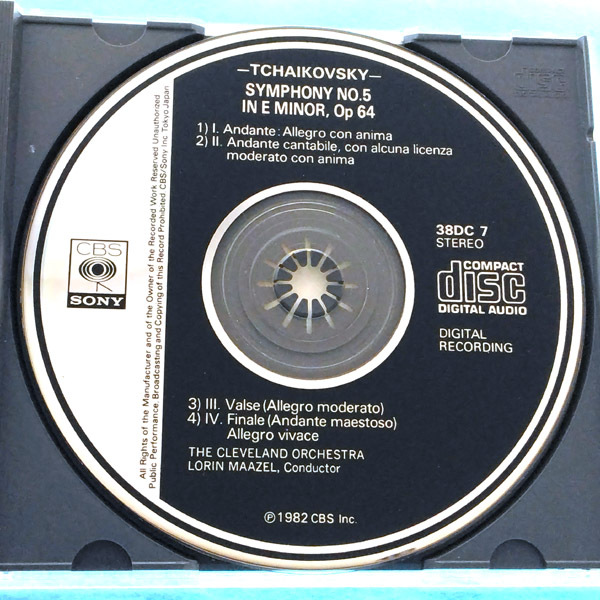 —TCHAIKOVSKY—
SYMPHONY NO.5
IN E MINOR, Op 64
1) I. Andante: Allegro con anima
2) II. Andante cantabile, con alcuna licenza
moderato con anima
All Rights of the Manufacturer and of the Owner of the Recorded Work Reserved Unauthorized
Public Performance. Broadcasting and Copying of this Record Prohibited CBS/Sony Inc Tokyo Japan
CBS
SONY
38DC 7
STEREO
COMPACT
disc
DIGITAL AUDIO
DIGITAL
RECORDING
3) III. Valse (Allegro moderato)
4) IV. Finale (Andante maestoso)
Allegro vivace
THE CLEVELAND ORCHESTRA
LORIN MAAZEL, Conductor
℗ 1982 CBS Inc.